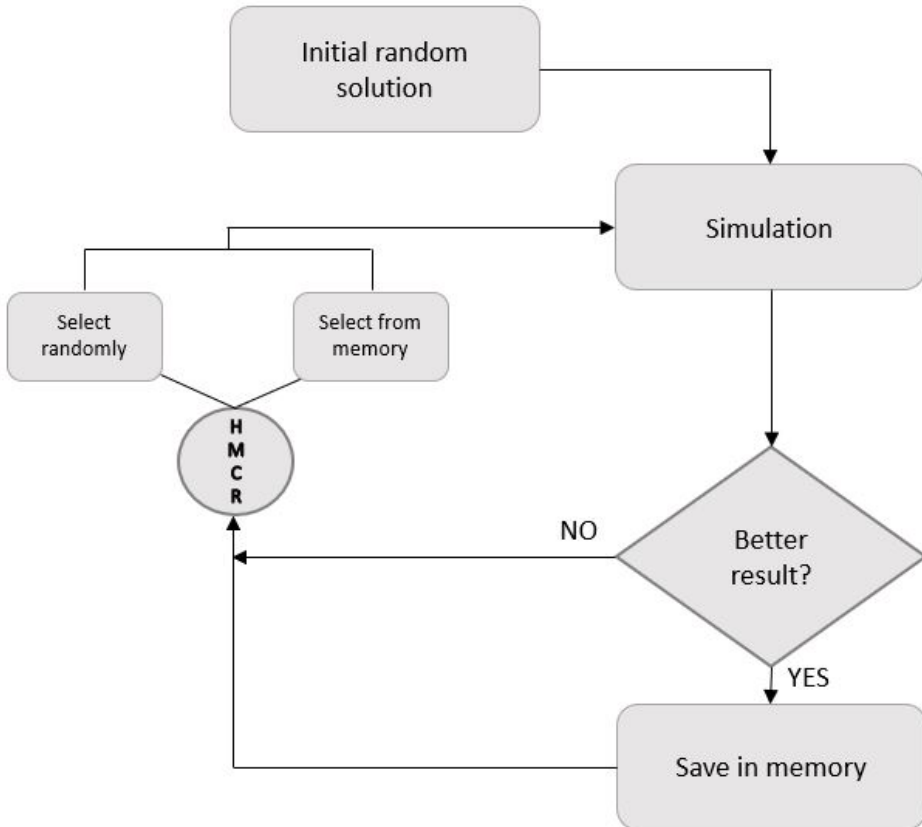 Initial random
solution
Simulation
Select
randomly
Select from
memory
H
M
C
R
NO
Better
result?
YES
Save in memory